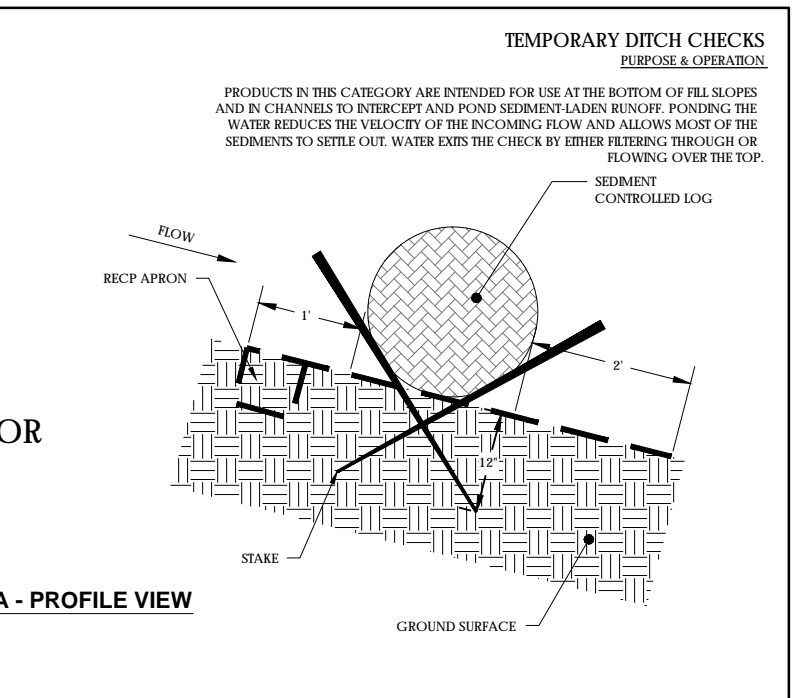 TEMPORARY DITCH CHECKS
PURPOSE & OPERATION
PRODUCTS IN THIS CATEGORY ARE INTENDED FOR USE AT THE BOTTOM OF FILL SLOPES
AND IN CHANNELS TO INTERCEPT AND POND SEDIMENT-LADEN RUNOFF. PONDING THE
WATER REDUCES THE VELOCITY OF THE INCOMING FLOW AND ALLOWS MOST OF THE
SEDIMENTS TO SETTLE OUT. WATER EXITS THE CHECK BY EITHER FILTERING THROUGH OR
FLOWING OVER THE TOP.
SEDIMENT
CONTROLLED LOG
FLOW
RECP APRON
1'
2'
OR
12"
STAKE
A - PROFILE VIEW
GROUND SURFACE